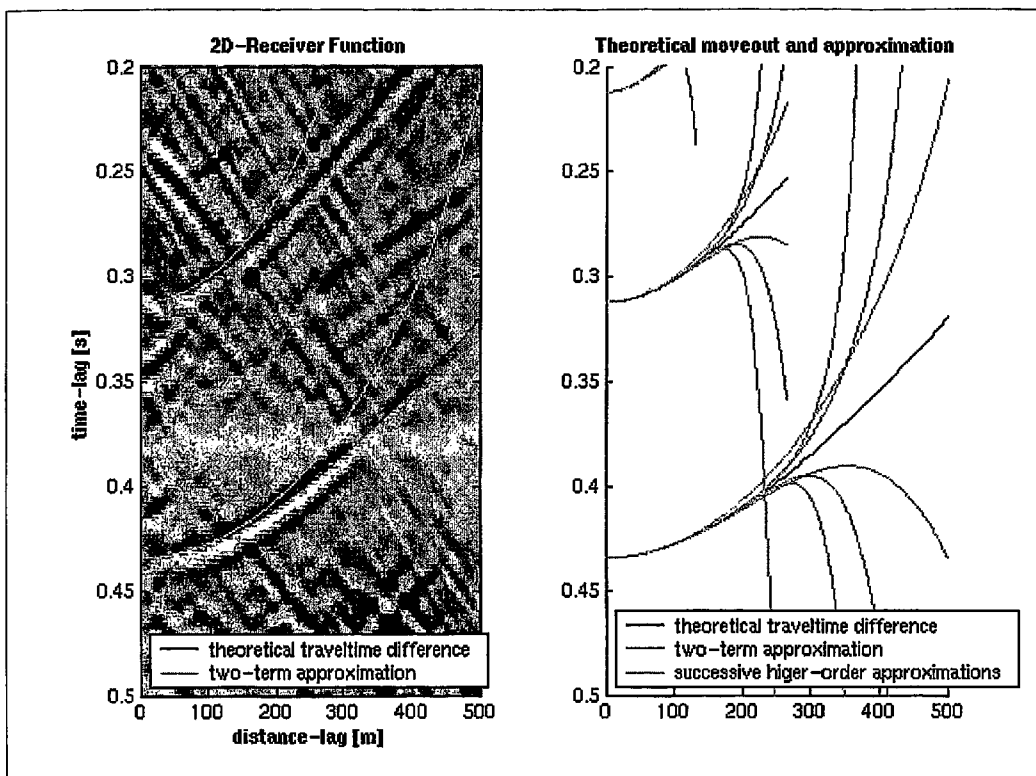 2D-Receiver Function
Theoretical moveout and approximation
0.2
0.25
0.3
0.35
0.4
0.45
0.5
time-lag [s]
theoretical traveltime difference
two-term approximation
0
100
200
300
400
500
distance-lag [m]
0.2
0.25
0.3
0.35
0.4
0.45
0.5
theoretical traveltime difference
two-term approximation
successive higer-order approximations
0
100
200
300
400
500